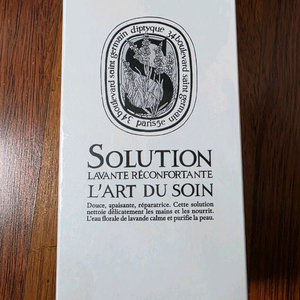 34 boulevard saint germain diptyque 34 boulevard saint germain
paris5e
SOLUTION
LAVANTE RÉCONFORTANTE
L'ART DU SOIN
Douce, apaisante, réparatrice. Cette solution
nettoie délicatement les mains et les nourrit.
L'eau florale de lavande calme et purifie la peau.